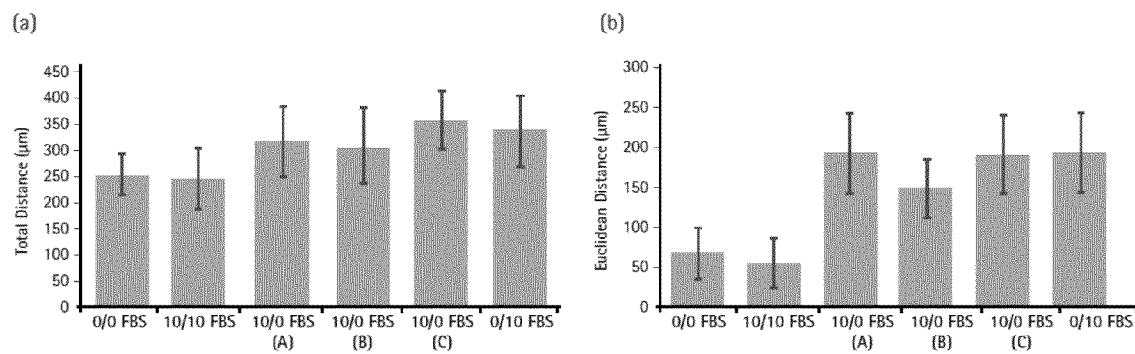 (a)
Total Distance (µm)
450
400
350
300
250
200
150
100
50
0
0/0 FBS 10/10 FBS 10/0 FBS 10/0 FBS 10/0 FBS 0/10 FBS
(A) (B) (C)
(b)
Euclidean Distance (µm)
300
250
200
150
100
50
0
0/0 FBS 10/10 FBS 10/0 FBS 10/0 FBS 10/0 FBS 0/10 FBS
(A) (B) (C)